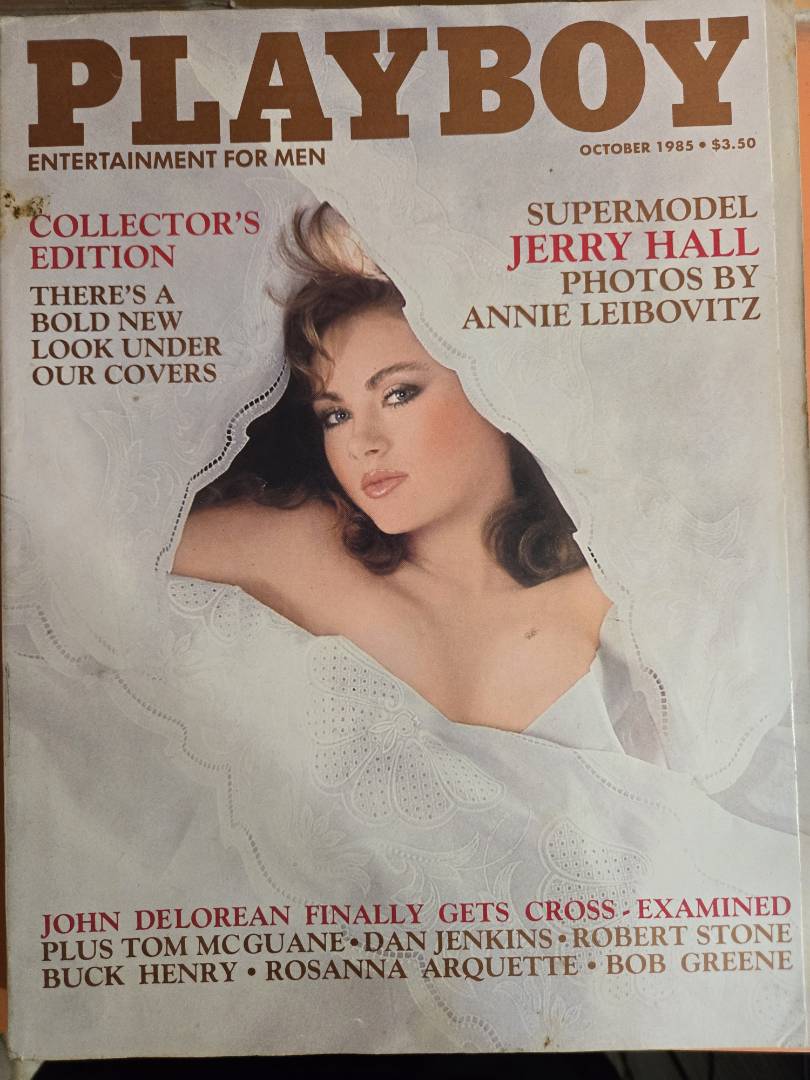 PLAYBOY
ENTERTAINMENT FOR MEN
OCTOBER 1985 • $3.50
COLLECTOR'S
EDITION
THERE'S A
BOLD NEW
LOOK UNDER
OUR COVERS
SUPERMODEL
JERRY HALL
PHOTOS BY
ANNIE LEIBOVITZ
JOHN DELOREAN FINALLY GETS CROSS-EXAMINED
PLUS TOM MCGUANE • DAN JENKINS • ROBERT STONE
BUCK HENRY • ROSANNA ARQUETTE • BOB GREENE